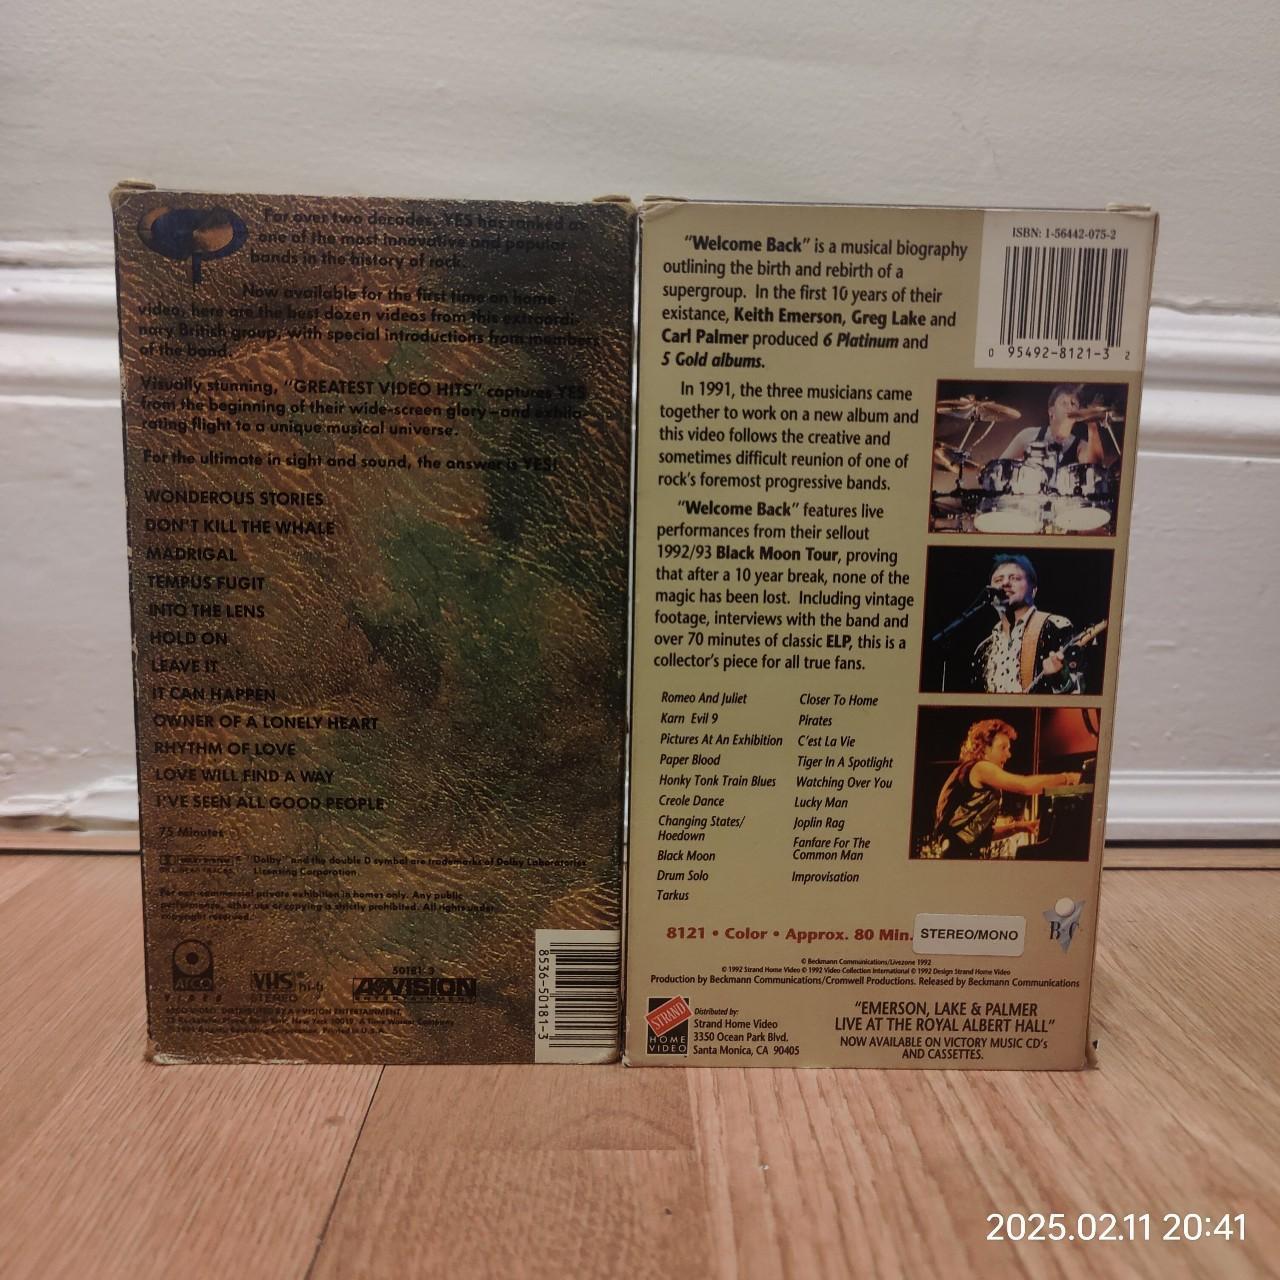 For over two decades, YES has ranked as
one of the most innovative and popular
bands in the history of rock.
Now available for the first time on home
video, here are the best dozen videos from this extraordi-
nary British group, with special introductions from members
of the band.
Visually stunning, "GREATEST VIDEO HITS" captures YES
from the beginning of their wide-screen glory—and exhila-
rating flight to a unique musical universe.
For the ultimate in sight and sound, the answer is YES!
WONDEROUS STORIES
DON'T KILL THE WHALE
MADRIGAL
TEMPUS FUGIT
INTO THE LENS
HOLD ON
LEAVE IT
IT CAN HAPPEN
OWNER OF A LONELY HEART
RHYTHM OF LOVE
LOVE WILL FIND A WAY
I'VE SEEN ALL GOOD PEOPLE
75 Minutes
"Dolby" and the double D symbol are trademarks of Dolby Laboratories
Licensing Corporation.
For non-commercial private exhibition in homes only. Any public
performance, other use or copying is strictly prohibited. All rights under
copyright reserved.
ATCO
VIDEO
VHS hi-fi
STEREO
50181-3
A*VISION
ENTERTAINMENT
8536-50181-3
"Welcome Back" is a musical biography
outlining the birth and rebirth of a
supergroup. In the first 10 years of their
existance, Keith Emerson, Greg Lake and
Carl Palmer produced 6 Platinum and
5 Gold albums.
In 1991, the three musicians came
together to work on a new album and
this video follows the creative and
sometimes difficult reunion of one of
rock's foremost progressive bands.
"Welcome Back" features live
performances from their sellout
1992/93 Black Moon Tour, proving
that after a 10 year break, none of the
magic has been lost. Including vintage
footage, interviews with the band and
over 70 minutes of classic ELP, this is a
collector's piece for all true fans.
Romeo And Juliet
Karn Evil 9
Pictures At An Exhibition
Paper Blood
Honky Tonk Train Blues
Creole Dance
Changing States/
Hoedown
Black Moon
Drum Solo
Tarkus
Closer To Home
Pirates
C'est La Vie
Tiger In A Spotlight
Watching Over You
Lucky Man
Joplin Rag
Fanfare For The
Common Man
Improvisation
ISBN: 1-56442-075-2
0 95492-8121-3 2
8121 • Color • Approx. 80 Min.
STEREO/MONO
B C
© Beckmann Communications/Livezone 1992
© 1992 Strand Home Video © 1992 Video Collection International © 1992 Design Strand Home Video
Production by Beckmann Communications/Cromwell Productions. Released by Beckmann Communications
STRAND
HOME
VIDEO
Distributed by:
Strand Home Video
3350 Ocean Park Blvd.
Santa Monica, CA 90405
"EMERSON, LAKE & PALMER
LIVE AT THE ROYAL ALBERT HALL"
NOW AVAILABLE ON VICTORY MUSIC CD's
AND CASSETTES.
2025.02.11 20:41